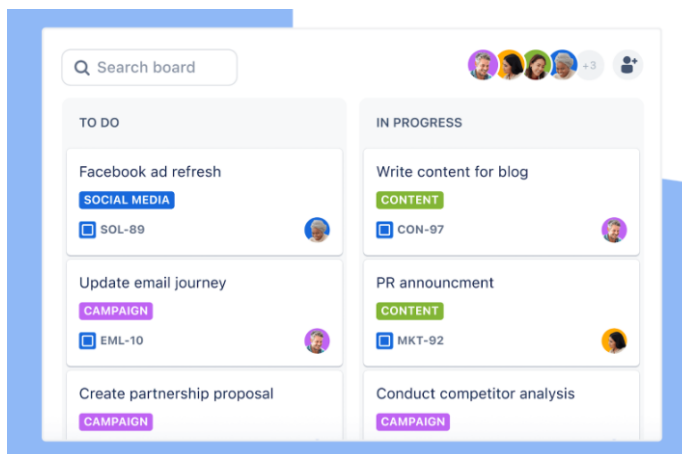 Search board
+3
TO DO
Facebook ad refresh
SOCIAL MEDIA
SOL-89
Update email journey
CAMPAIGN
EML-10
Create partnership proposal
CAMPAIGN
IN PROGRESS
Write content for blog
CONTENT
CON-97
PR announcment
CONTENT
MKT-92
Conduct competitor analysis
CAMPAIGN